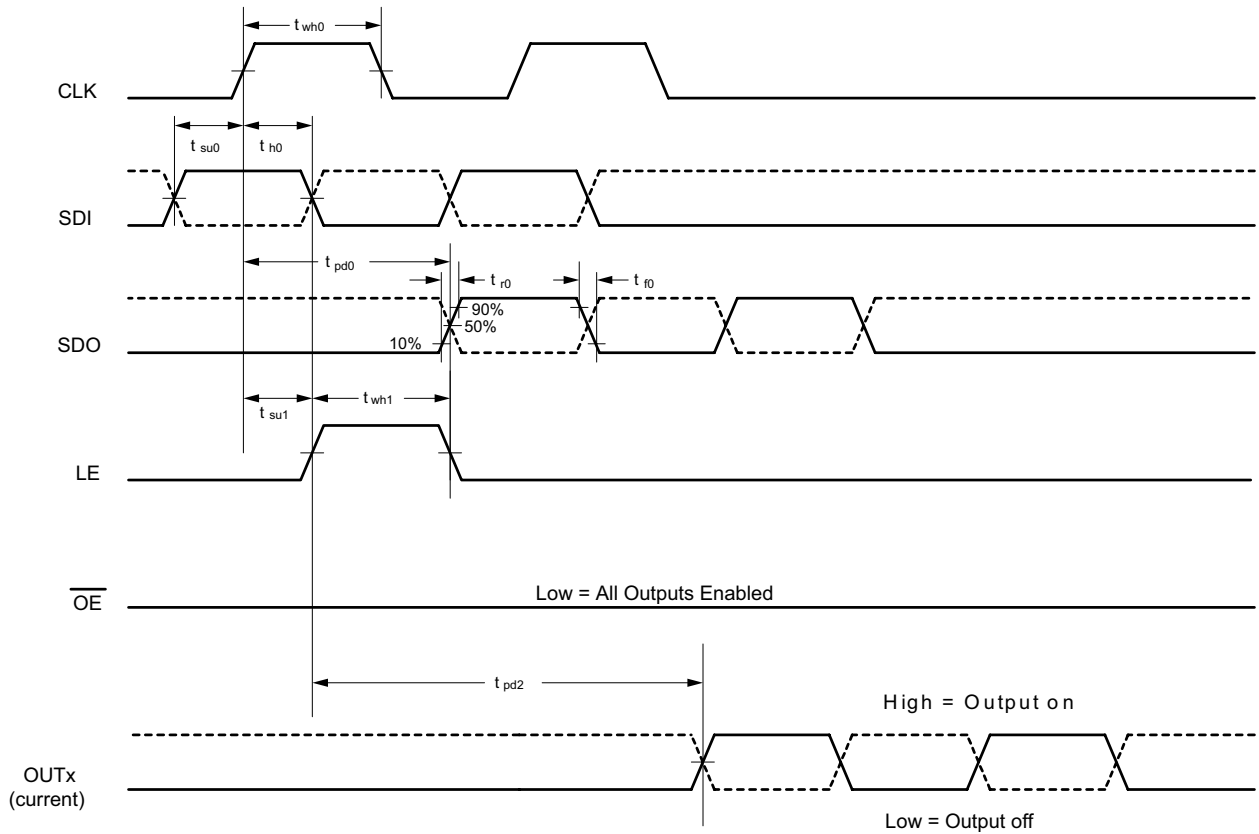 t wh0
CLK
t su0
t h0
SDI
t pd0
t r0
t f0
90%
50%
SDO
10%
t su1
t wh1
LE
OE
Low = All Outputs Enabled
t pd2
High = Output on
OUTx
(current)
Low = Output off